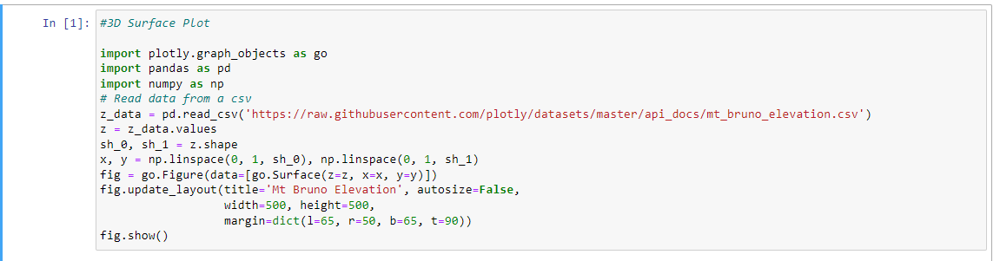 In [1]: #3D Surface Plot
import plotly.graph_objects as go
import pandas as pd
import numpy as np
# Read data from a csv
z_data = pd.read_csv('https://raw.githubusercontent.com/plotly/datasets/master/api_docs/mt_bruno_elevation.csv')
z = z_data.values
sh_0, sh_1 = z.shape
x, y = np.linspace(0, 1, sh_0), np.linspace(0, 1, sh_1)
fig = go.Figure(data=[go.Surface(z=z, x=x, y=y)])
fig.update_layout(title='Mt Bruno Elevation', autosize=False,
                  width=500, height=500,
                  margin=dict(l=65, r=50, b=65, t=90))
fig.show()